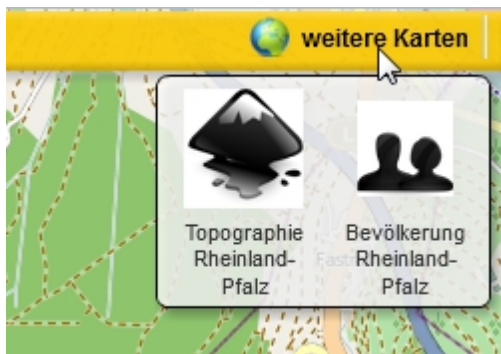 weitere Karten
Topographie
Rheinland-
Pfalz
Bevölkerung
Rheinland-
Pfalz